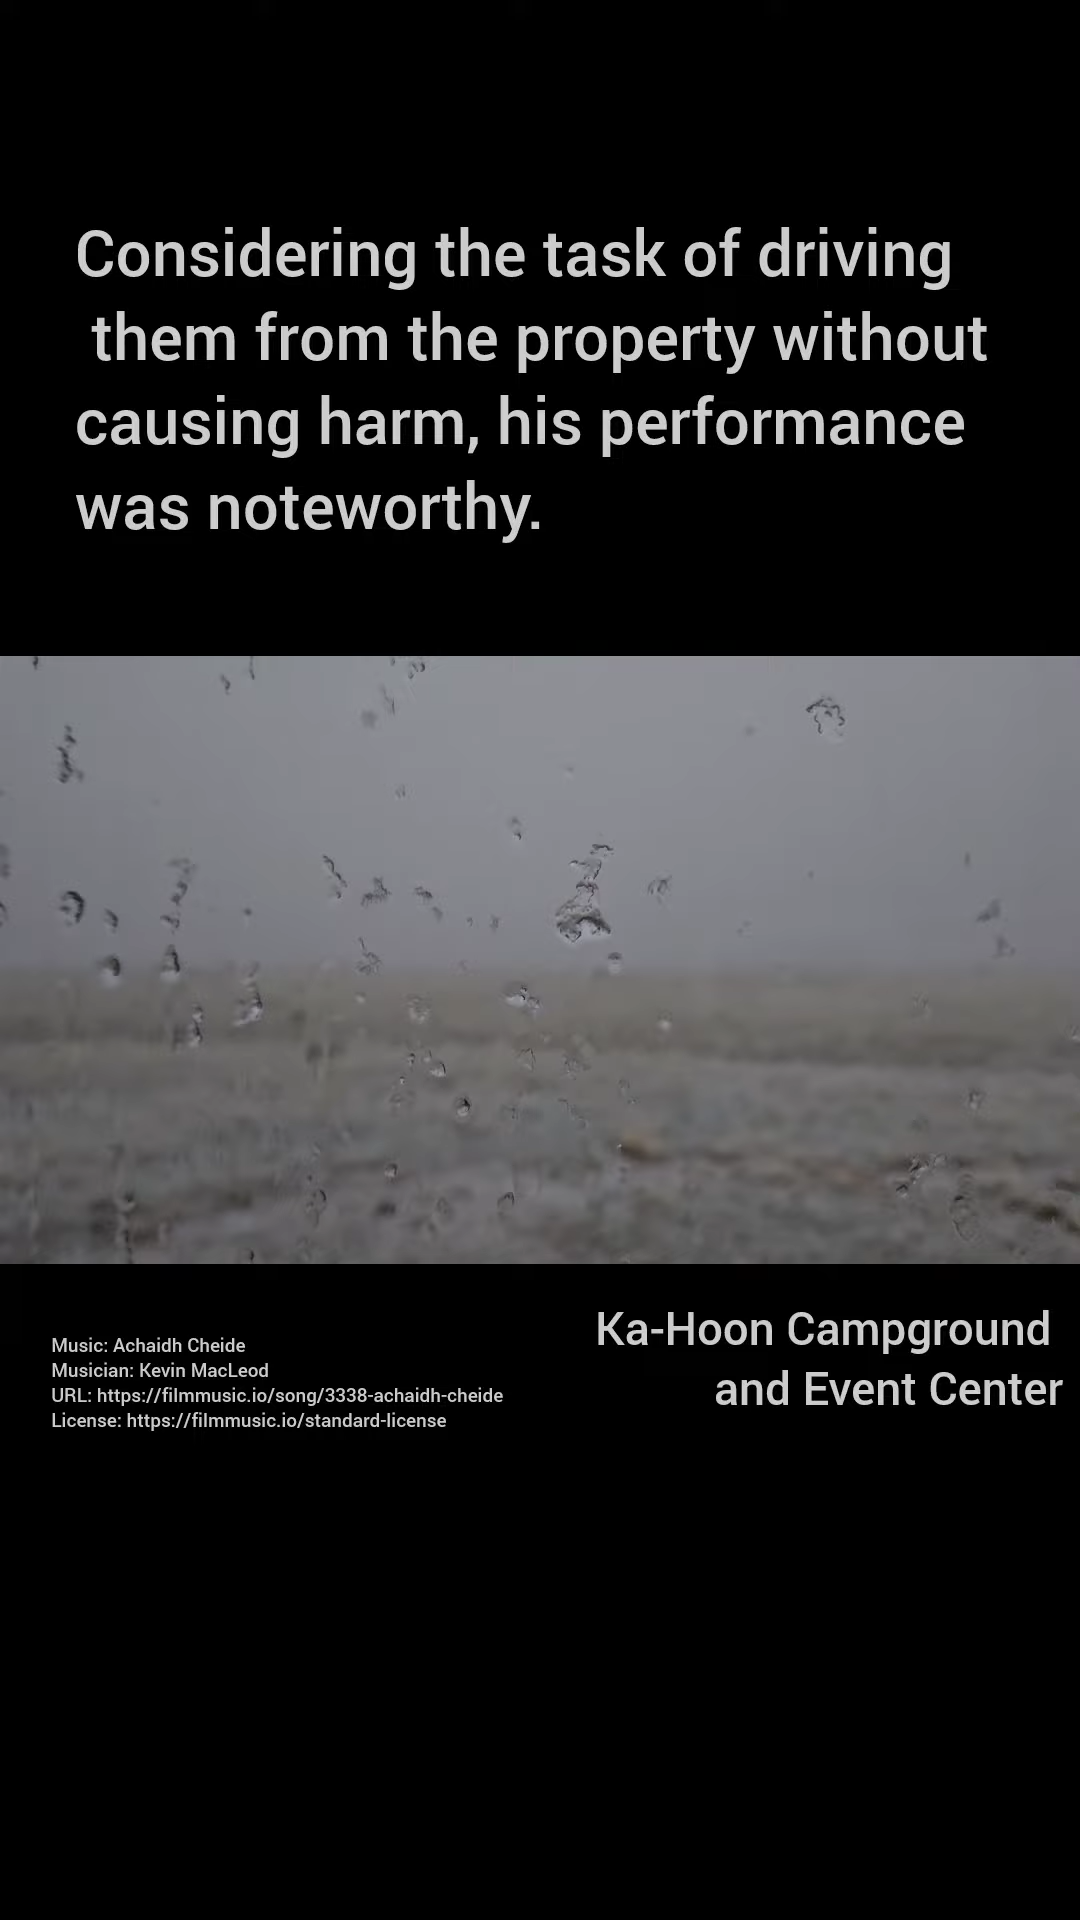 Considering the task of driving
them from the property without
causing harm, his performance
was noteworthy.
Music: Achaidh Cheide
Musician: Kevin MacLeod
URL: https://filmmusic.io/song/3338-achaidh-cheide
License: https://filmmusic.io/standard-license
Ka-Hoon Campground
and Event Center